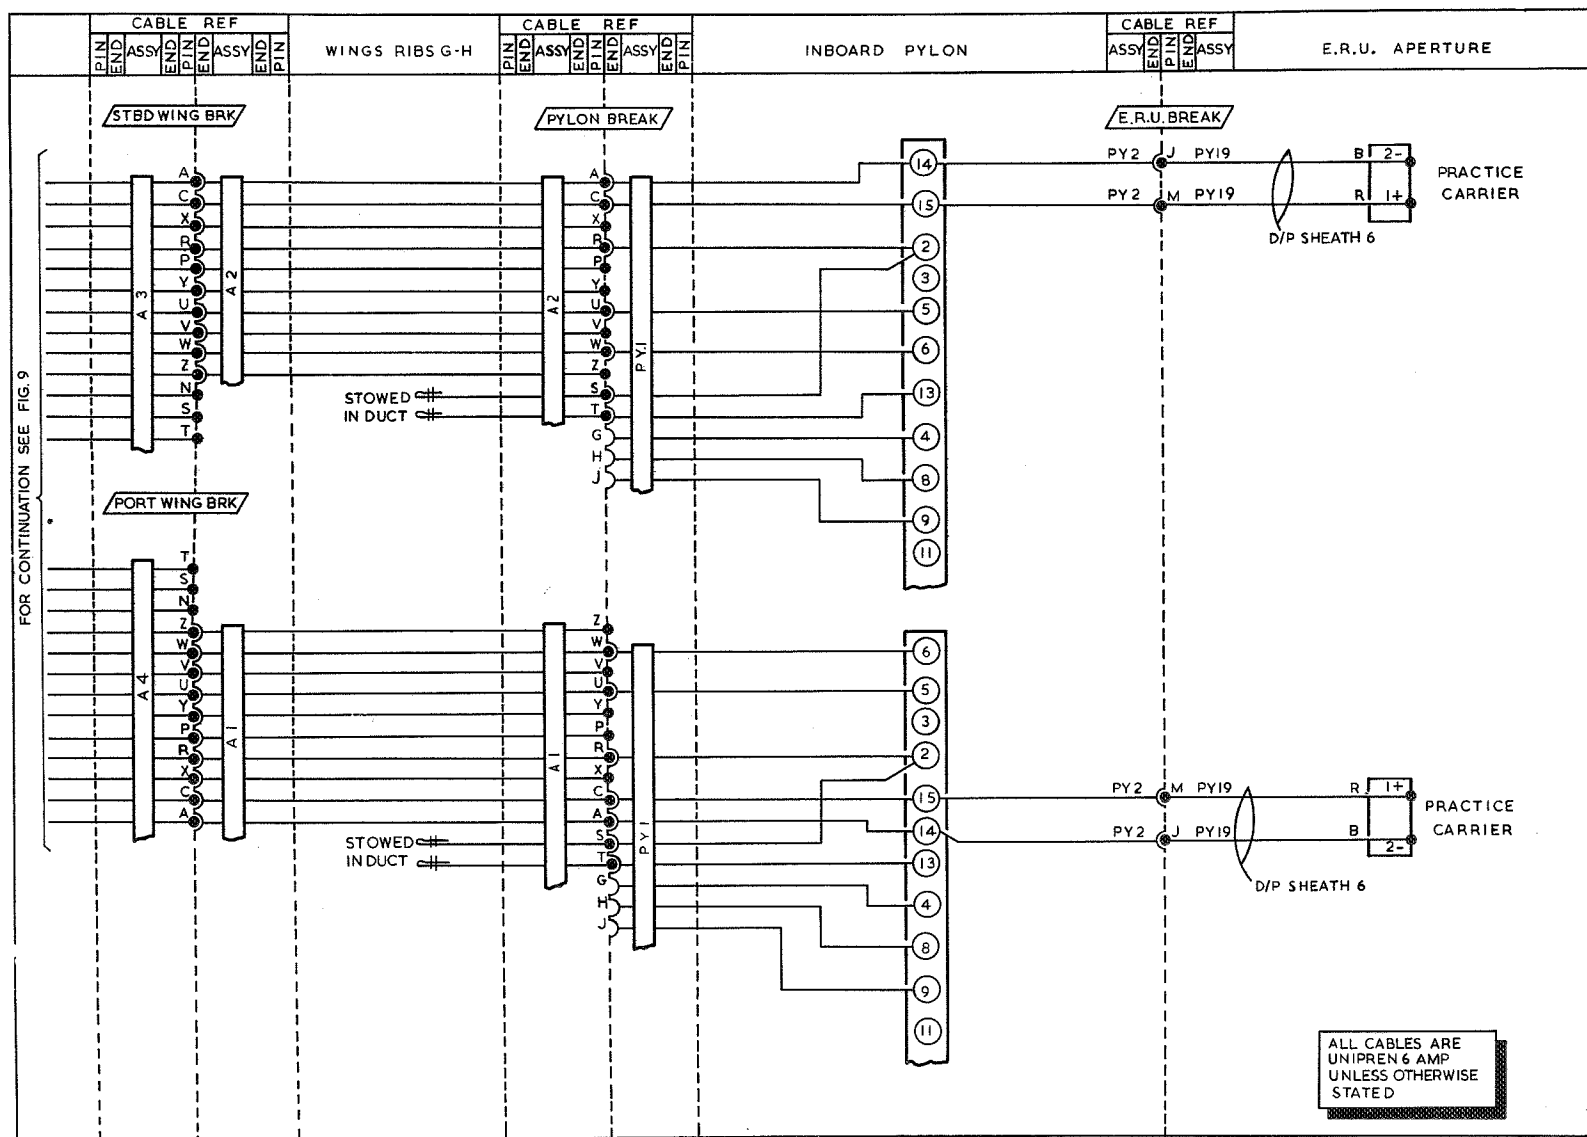 CABLE REF
PIN END ASSY END PIN END ASSY END PIN
WINGS RIBS G-H
CABLE REF
PIN END ASSY END PIN END ASSY END PIN
INBOARD PYLON
CABLE REF
ASSY END PIN END ASSY
E.R.U. APERTURE
STBD WING BRK
PYLON BREAK
E.R.U. BREAK
FOR CONTINUATION SEE FIG. 9
A
C
X
R
P
Y
U
V
W
Z
N
S
T
A 3
A 2
A 2
A
C
X
R
P
Y
U
V
W
Z
S
T
G
H
J
STOWED
IN DUCT
P Y.1
14
15
2
3
5
6
13
4
8
9
11
PY2 J PY19
PY2 M PY19
D/P SHEATH 6
B 2-
R 1+
PRACTICE
CARRIER
PORT WING BRK
T
S
N
Z
W
V
U
Y
P
R
X
C
A
A 4
A 1
A 1
Z
W
V
U
Y
P
R
X
C
A
S
T
G
H
J
STOWED
IN DUCT
P Y 1
6
5
3
2
15
14
13
4
8
9
11
PY2 M PY19
PY2 J PY19
D/P SHEATH 6
R 1+
B 2-
PRACTICE
CARRIER
ALL CABLES ARE
UNIPREN 6 AMP
UNLESS OTHERWISE
STATED